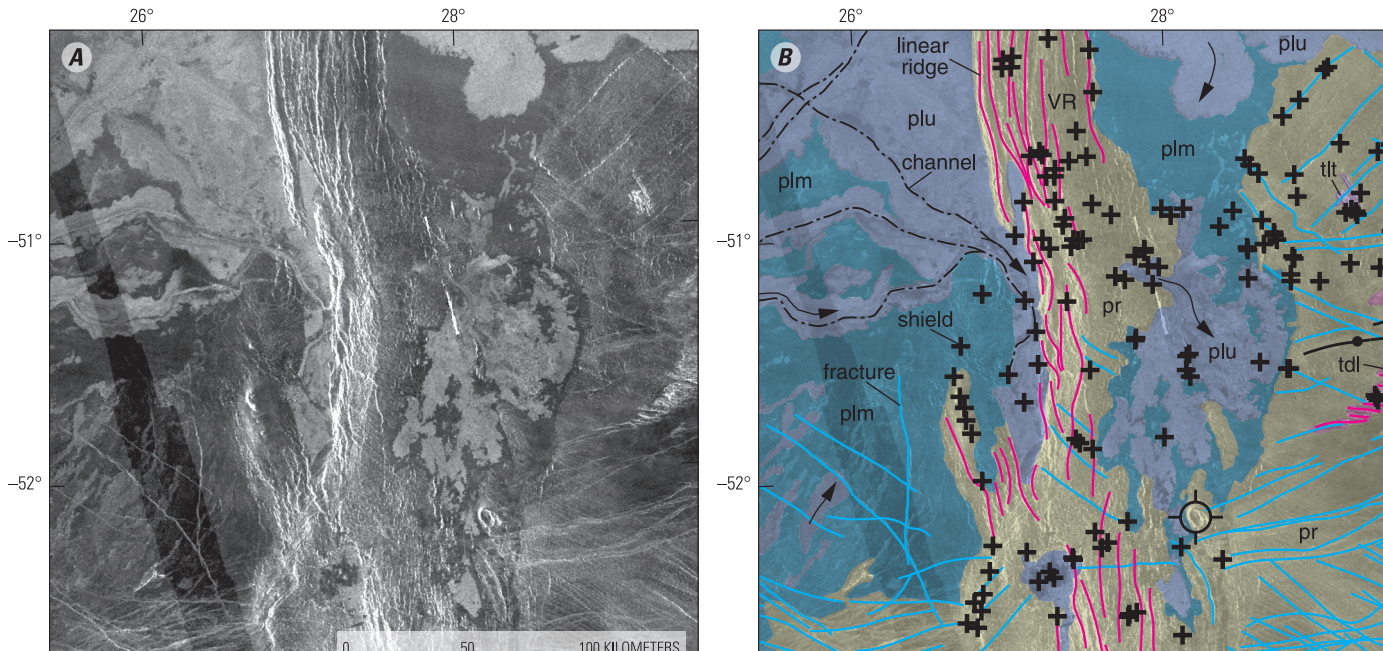 26°
28°
26°
28°
A
B
linear
ridge
VR
plu
plu
plu
channel
plm
plm
tlt
–51°
–51°
pr
shield
plu
fracture
tdl
plm
–52°
–52°
pr
0 50 100 KILOMETERS